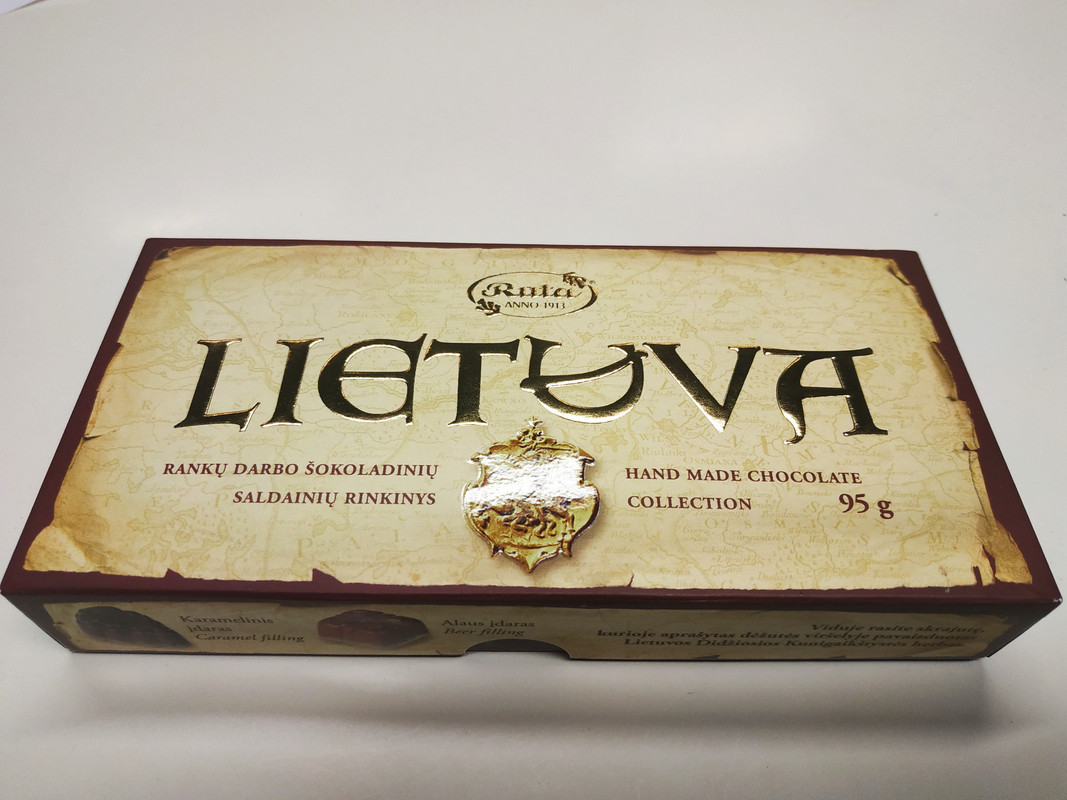 Rūta
ANNO 1913
LIETUVA
RANKŲ DARBO ŠOKOLADINIŲ
SALDAINIŲ RINKINYS
HAND MADE CHOCOLATE
COLLECTION 95 g
Karamelinis
įdaras
Caramel filling
Alaus įdaras
Beer filling
Viduje rasite skrajutę,
kurioje aprašytas dėžutės viršelyje pavaizduotas
Lietuvos Didžiosios Kunigaikštystės herbas.